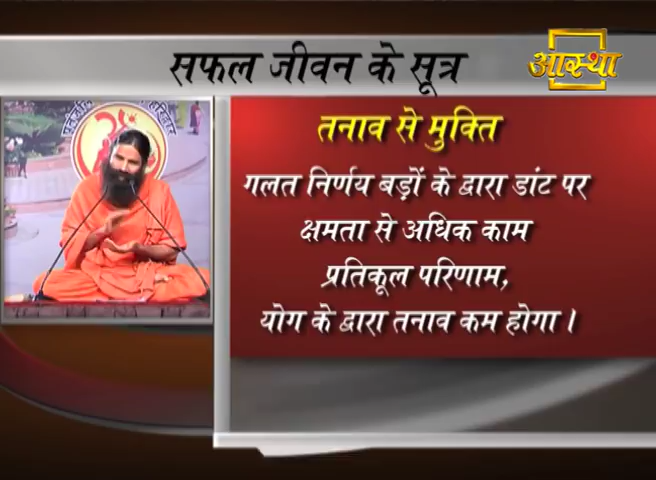 सफल जीवन के सूत्र
आस्था
तनाव से मुक्ति
गलत निर्णय बड़ों के द्वारा डांट पर
क्षमता से अधिक काम
प्रतिकूल परिणाम,
योग के द्वारा तनाव कम होगा ।